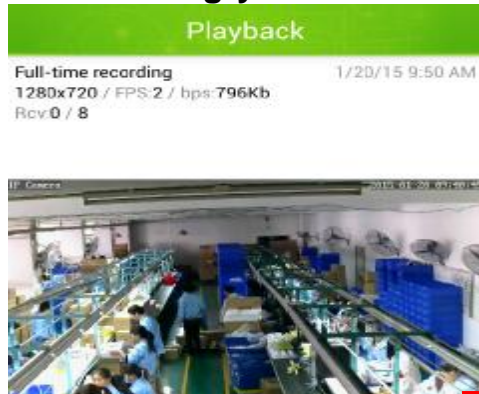 Playback
Full-time recording 1/20/15 9:50 AM
1280x720 / FPS:2 / bps:796Kb
Rcv:0 / 8
IP Camera